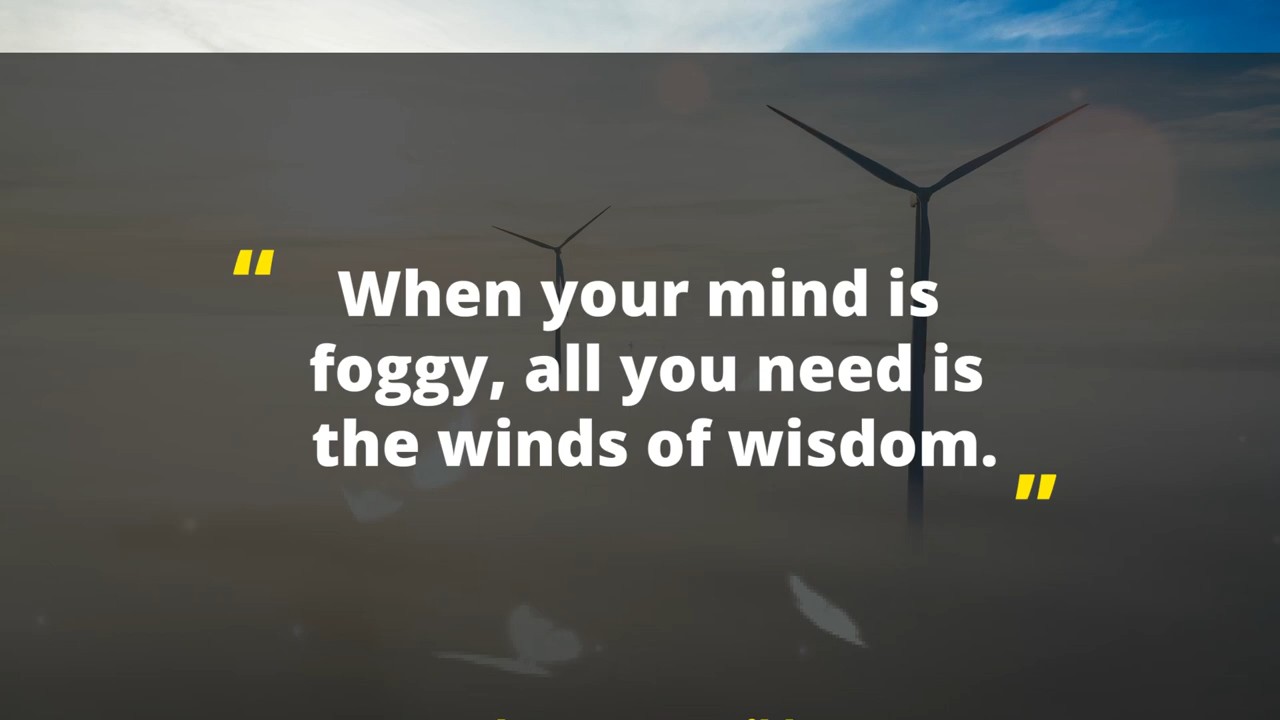 "When your mind is
foggy, all you need is
the winds of wisdom."